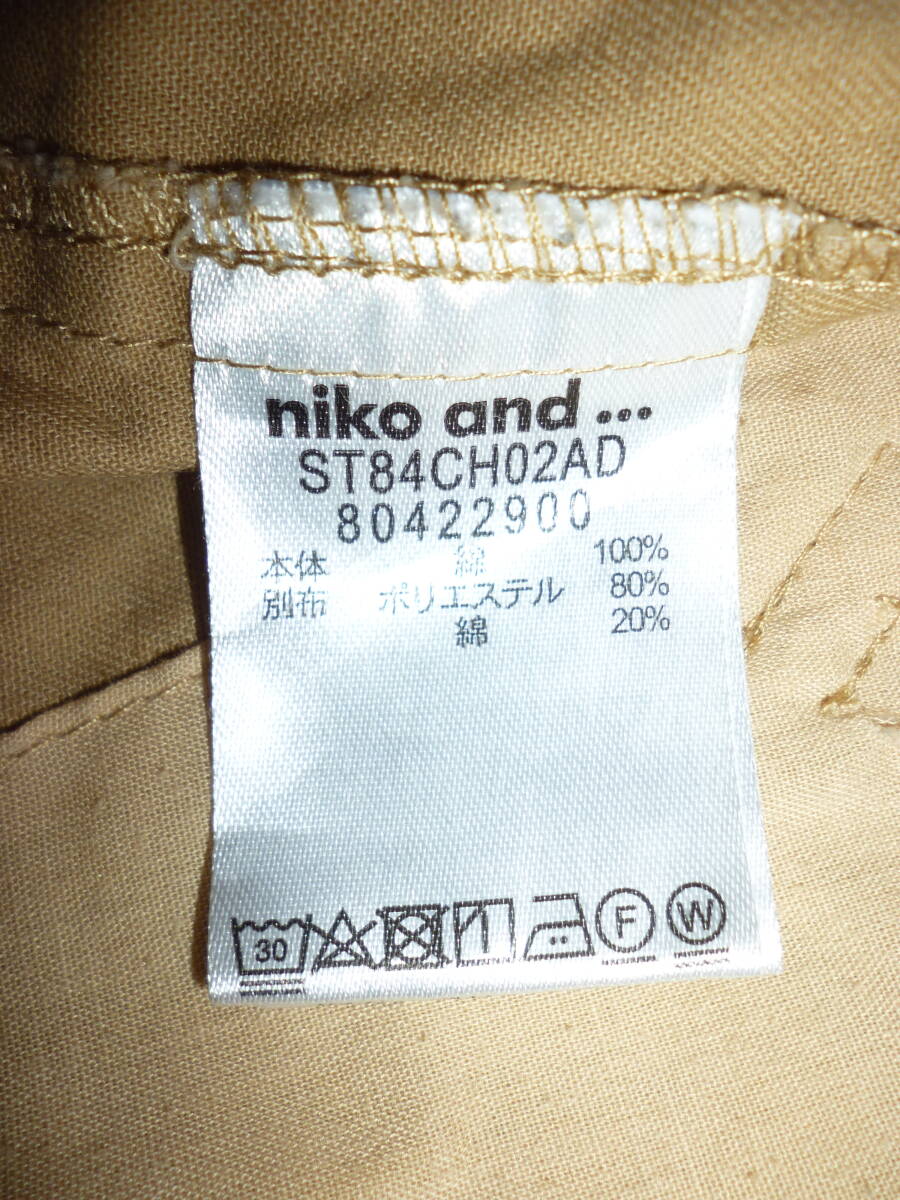 niko and ...
ST84CH02AD
80422900
本体 綿 100%
別布 ポリエステル 80%
綿 20%
30 F W